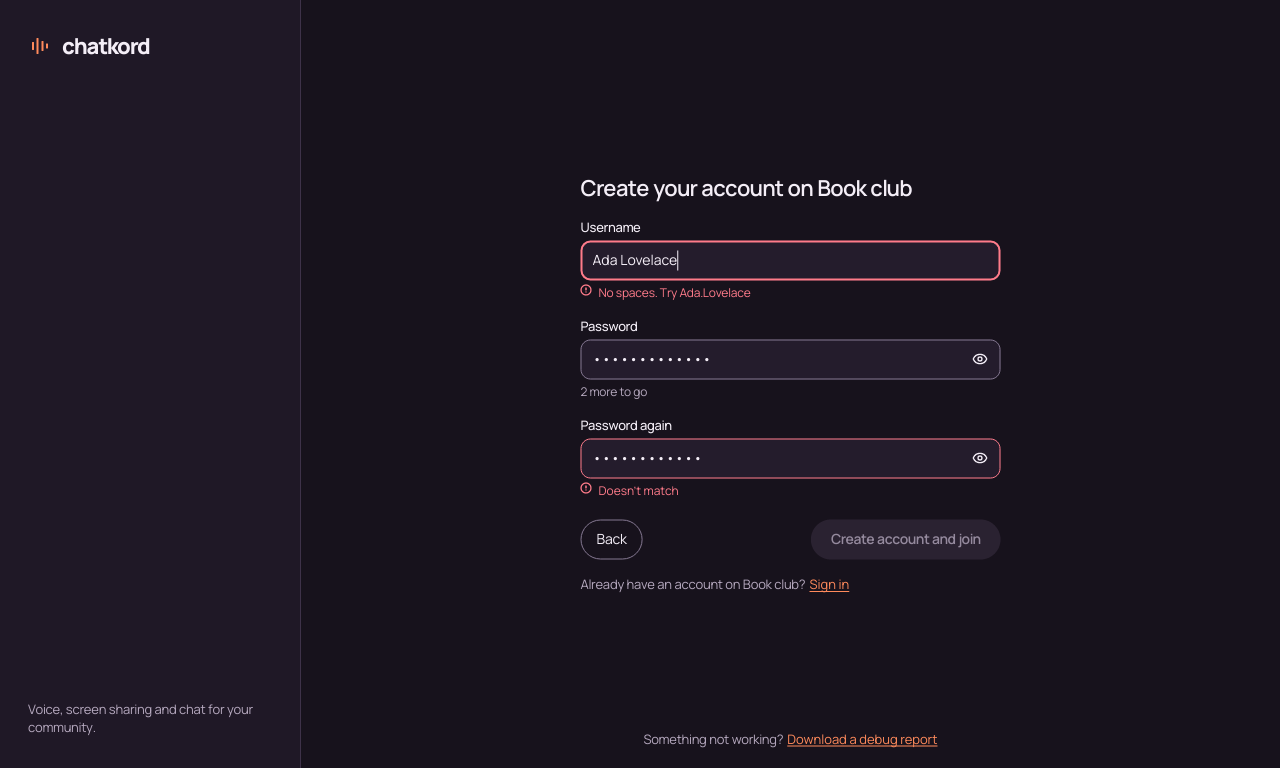 chatkord
Create your account on Book club
Username
Ada Lovelace
No spaces. Try Ada.Lovelace
Password
•••••••••••••
2 more to go
Password again
••••••••••••
Doesn't match
Back
Create account and join
Already have an account on Book club? Sign in
Voice, screen sharing and chat for your
community.
Something not working? Download a debug report